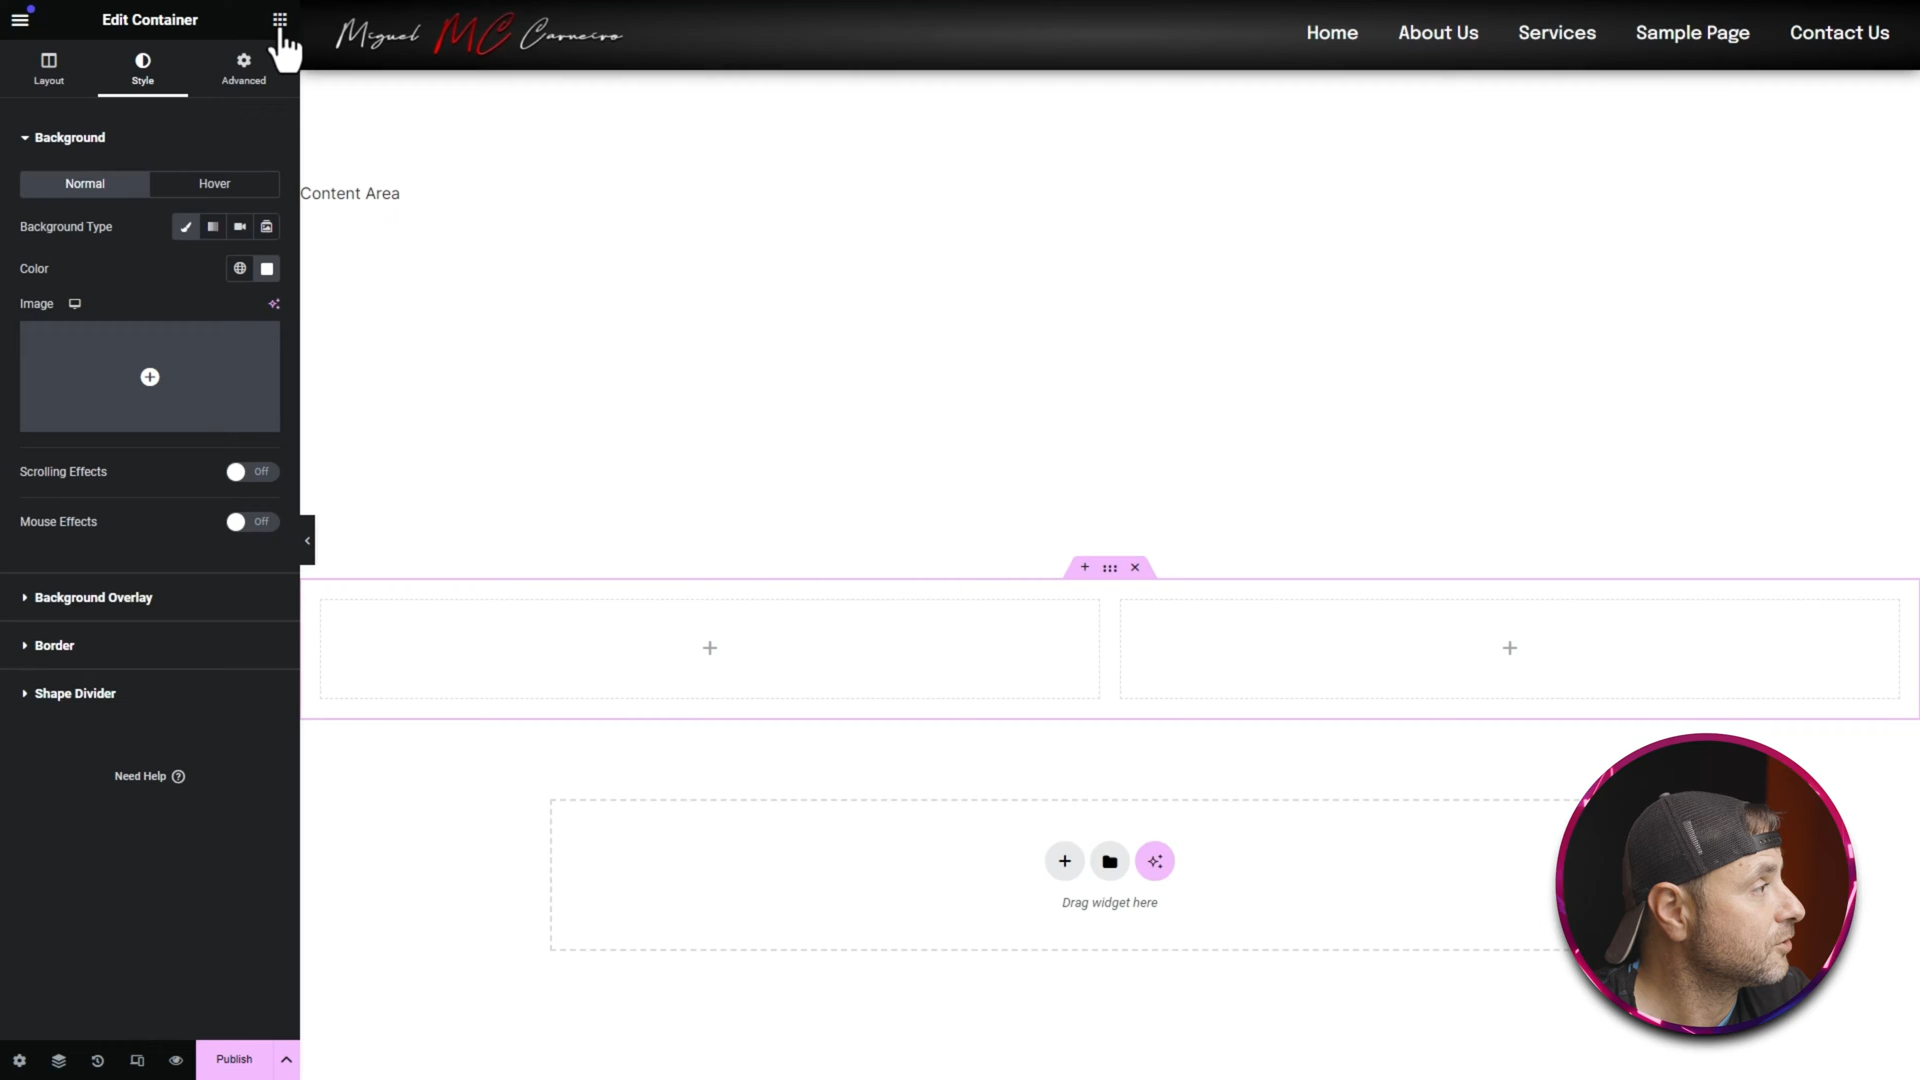 Edit Container
Miguel MC Carneiro
Home
About Us
Services
Sample Page
Contact Us
Layout
Style
Advanced
Background
Normal
Hover
Content Area
Background Type
Color
Image
Scrolling Effects
Off
Mouse Effects
Off
Background Overlay
Border
Shape Divider
Need Help
Drag widget here
Publish